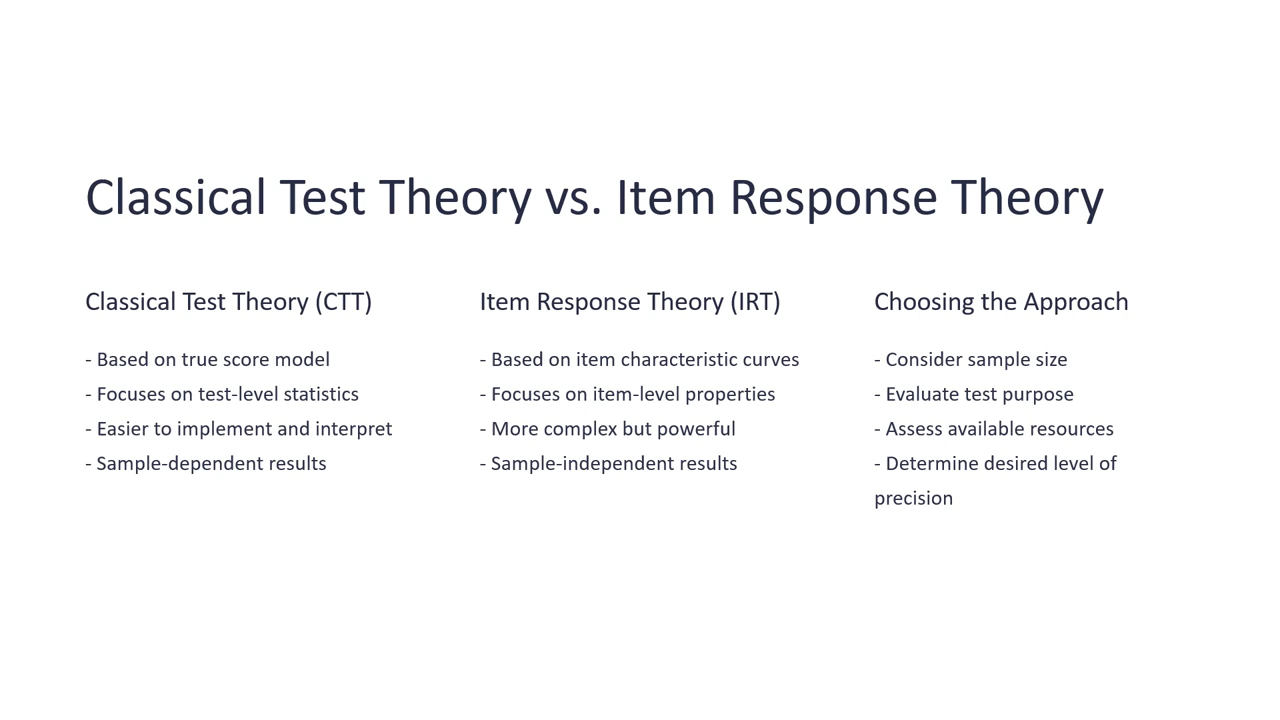 Classical Test Theory vs. Item Response Theory
Classical Test Theory (CTT)
- Based on true score model
- Focuses on test-level statistics
- Easier to implement and interpret
- Sample-dependent results
Item Response Theory (IRT)
- Based on item characteristic curves
- Focuses on item-level properties
- More complex but powerful
- Sample-independent results
Choosing the Approach
- Consider sample size
- Evaluate test purpose
- Assess available resources
- Determine desired level of
precision